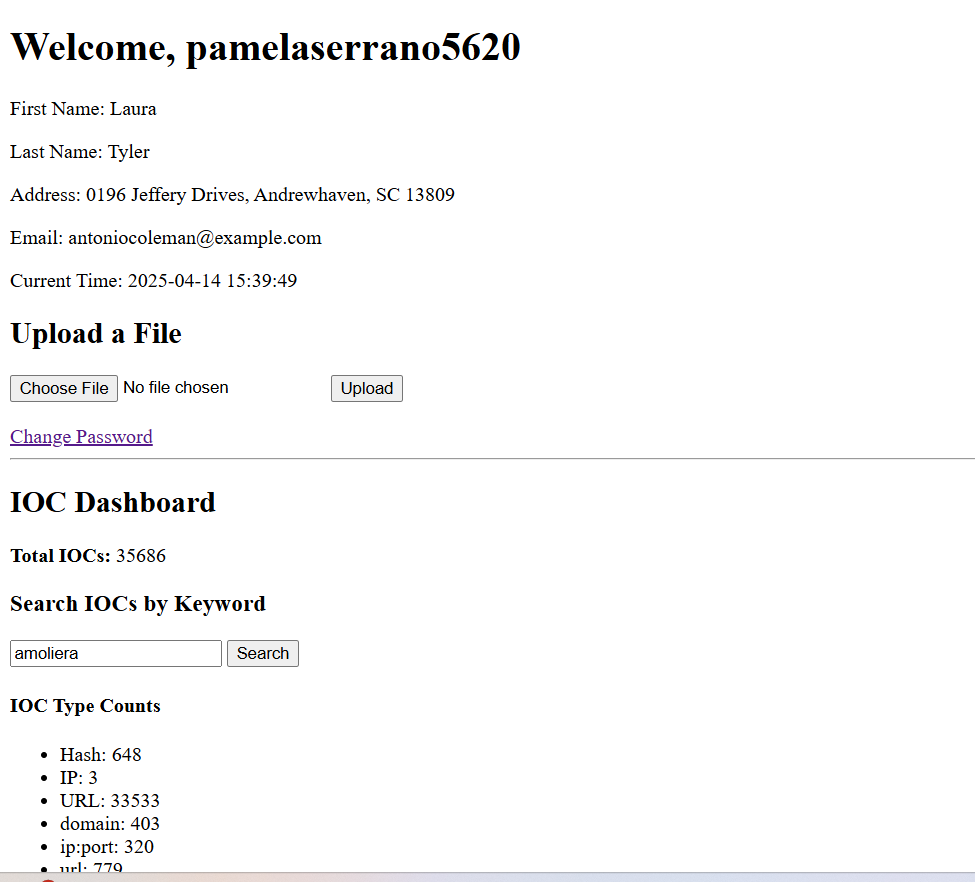 Welcome, pamelaserrano5620
First Name: Laura
Last Name: Tyler
Address: 0196 Jeffery Drives, Andrewhaven, SC 13809
Email: antoniocoleman@example.com
Current Time: 2025-04-14 15:39:49
Upload a File
Choose File No file chosen Upload
Change Password
IOC Dashboard
Total IOCs: 35686
Search IOCs by Keyword
amoliera Search
IOC Type Counts
• Hash: 648
• IP: 3
• URL: 33533
• domain: 403
• ip:port: 320
• url: 779